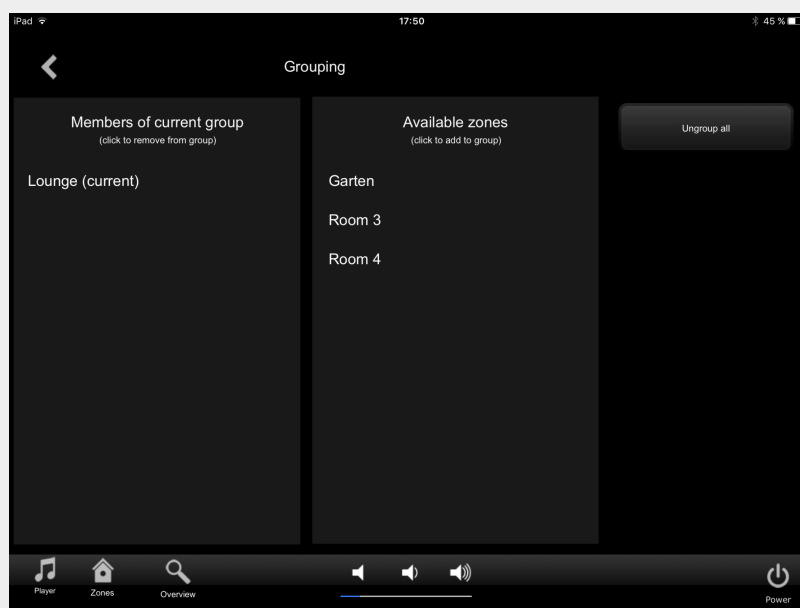 iPad 17:50 45 %
Grouping
Members of current group
(click to remove from group)
Lounge (current)
Available zones
(click to add to group)
Garten
Room 3
Room 4
Ungroup all
Player Zones Overview Power